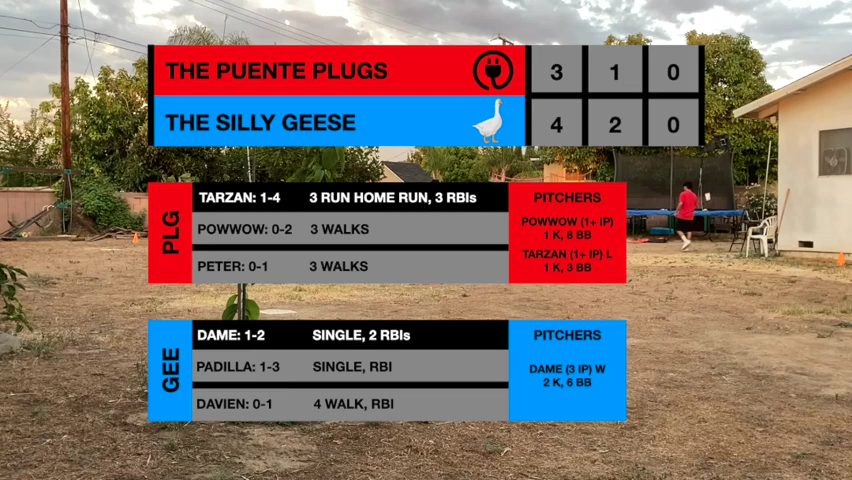 THE PUENTE PLUGS 3 1 0
THE SILLY GEESE 4 2 0
PLG
TARZAN: 1-4 3 RUN HOME RUN, 3 RBIs
POWWOW: 0-2 3 WALKS
PETER: 0-1 3 WALKS
PITCHERS
POWWOW (1+ IP)
1 K, 8 BB
TARZAN (1+ IP) L
1 K, 3 BB
GEE
DAME: 1-2 SINGLE, 2 RBIs
PADILLA: 1-3 SINGLE, RBI
DAVIEN: 0-1 4 WALK, RBI
PITCHERS
DAME (3 IP) W
2 K, 6 BB